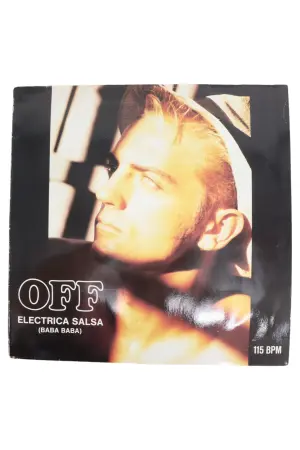 OFF
ELECTRICA SALSA
(BABA BABA)
115 BPM